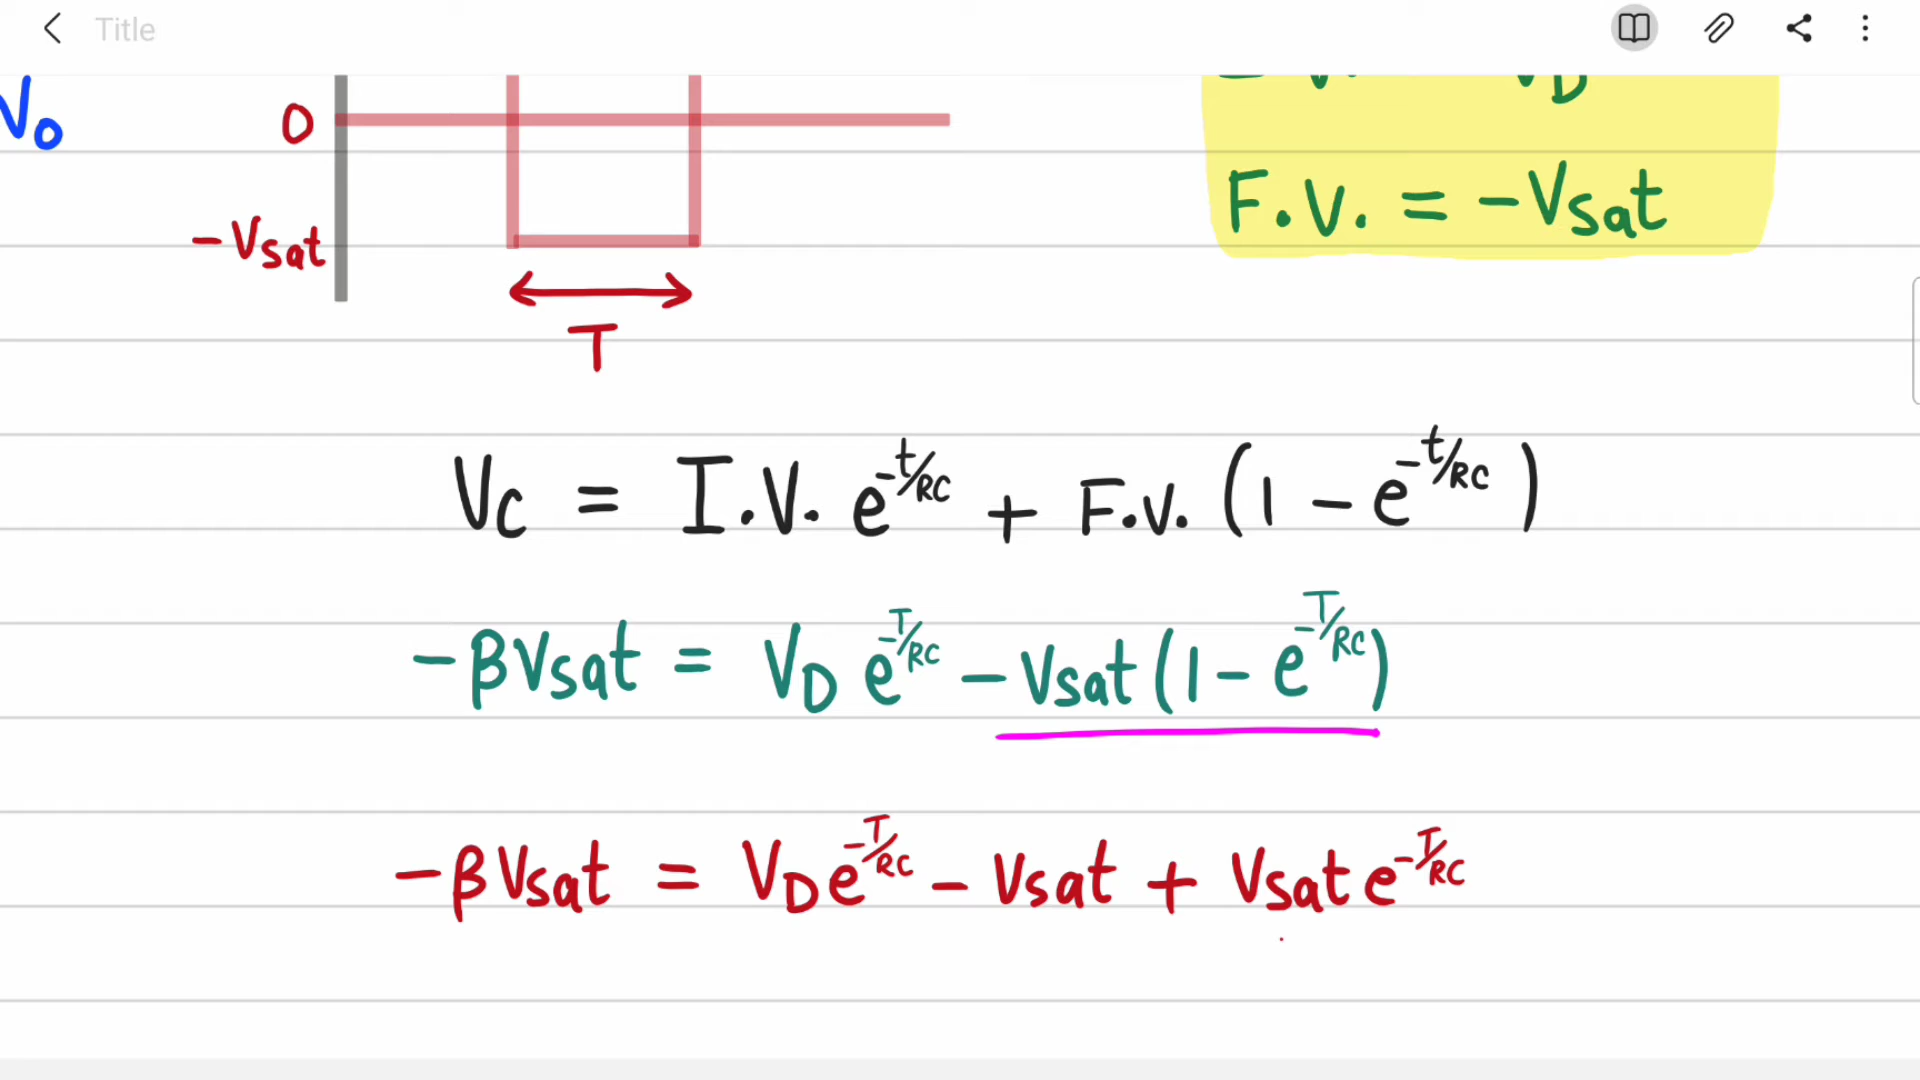 Title
Vo
0
-Vsat
T
F.V. = -Vsat
Vc = I.V. e^-t/RC + F.V. (1 - e^-t/RC)
-βVsat = VD e^-T/RC - Vsat (1 - e^-T/RC)
-βVsat = VD e^-T/RC - Vsat + Vsat e^-T/RC